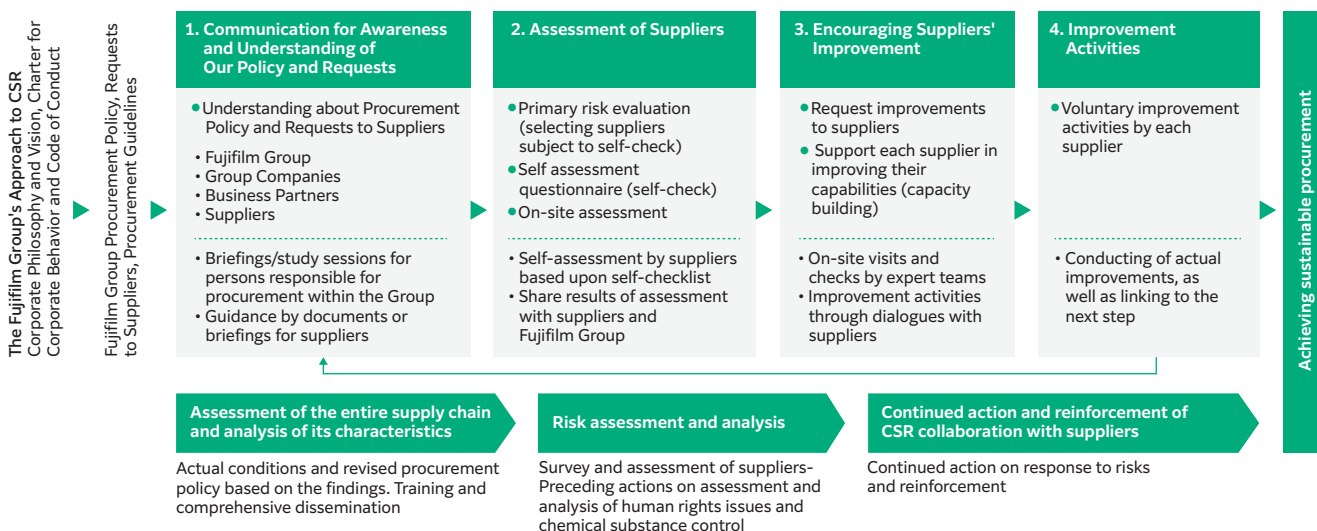 The Fujifilm Group's Approach to CSR
Corporate Philosophy and Vision, Charter for
Corporate Behavior and Code of Conduct
Fujifilm Group Procurement Policy, Requests
to Suppliers, Procurement Guidelines
1. Communication for Awareness
and Understanding of
Our Policy and Requests
● Understanding about Procurement
Policy and Requests to Suppliers
• Fujifilm Group
• Group Companies
• Business Partners
• Suppliers
• Briefings/study sessions for
persons responsible for
procurement within the Group
• Guidance by documents or
briefings for suppliers
2. Assessment of Suppliers
● Primary risk evaluation
(selecting suppliers
subject to self-check)
● Self assessment
questionnaire (self-check)
● On-site assessment
• Self-assessment by suppliers
based upon self-checklist
• Share results of assessment
with suppliers and
Fujifilm Group
3. Encouraging Suppliers'
Improvement
● Request improvements
to suppliers
● Support each supplier in
improving their
capabilities (capacity
building)
• On-site visits and
checks by expert teams
• Improvement activities
through dialogues with
suppliers
4. Improvement
Activities
● Voluntary improvement
activities by each
supplier
• Conducting of actual
improvements, as
well as linking to the
next step
Achieving sustainable procurement
Assessment of the entire supply chain
and analysis of its characteristics
Actual conditions and revised procurement
policy based on the findings. Training and
comprehensive dissemination
Risk assessment and analysis
Survey and assessment of suppliers-
Preceding actions on assessment and
analysis of human rights issues and
chemical substance control
Continued action and reinforcement of
CSR collaboration with suppliers
Continued action on response to risks
and reinforcement